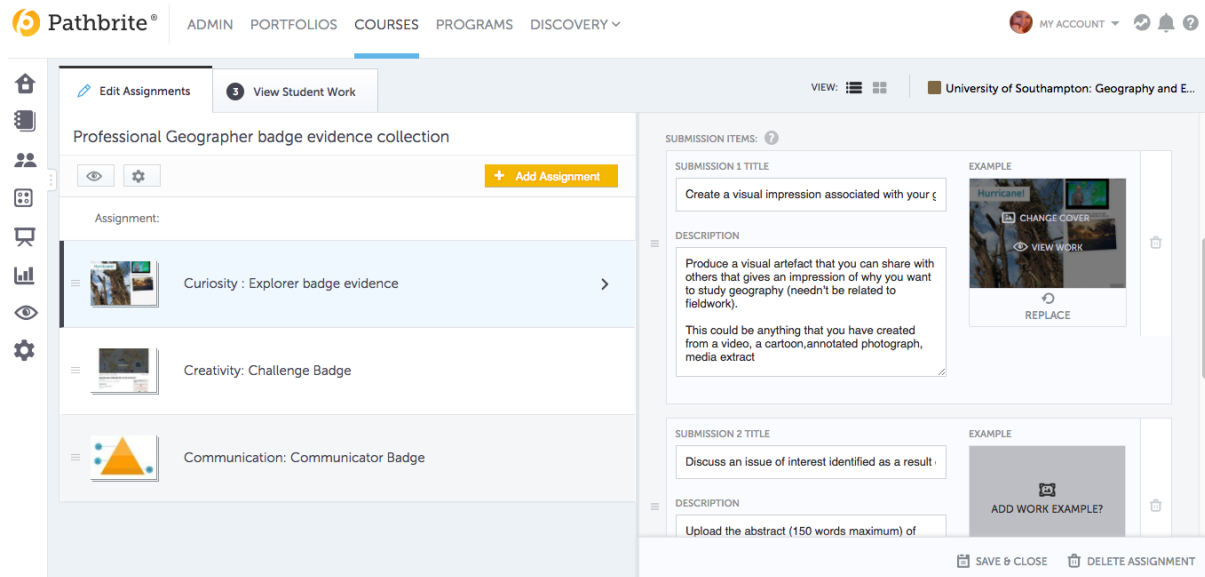 Pathbrite®
ADMIN PORTFOLIOS COURSES PROGRAMS DISCOVERY
MY ACCOUNT
Edit Assignments
3 View Student Work
VIEW:
University of Southampton: Geography and E...
Professional Geographer badge evidence collection
+ Add Assignment
Assignment:
Curiosity : Explorer badge evidence
Creativity: Challenge Badge
Communication: Communicator Badge
SUBMISSION ITEMS: ?
SUBMISSION 1 TITLE
Create a visual impression associated with your g
DESCRIPTION
Produce a visual artefact that you can share with
others that gives an impression of why you want
to study geography (needn't be related to
fieldwork).
This could be anything that you have created
from a video, a cartoon,annotated photograph,
media extract
EXAMPLE
Hurricane!
CHANGE COVER
VIEW WORK
REPLACE
SUBMISSION 2 TITLE
Discuss an issue of interest identified as a result
DESCRIPTION
Upload the abstract (150 words maximum) of
EXAMPLE
ADD WORK EXAMPLE?
SAVE & CLOSE
DELETE ASSIGNMENT